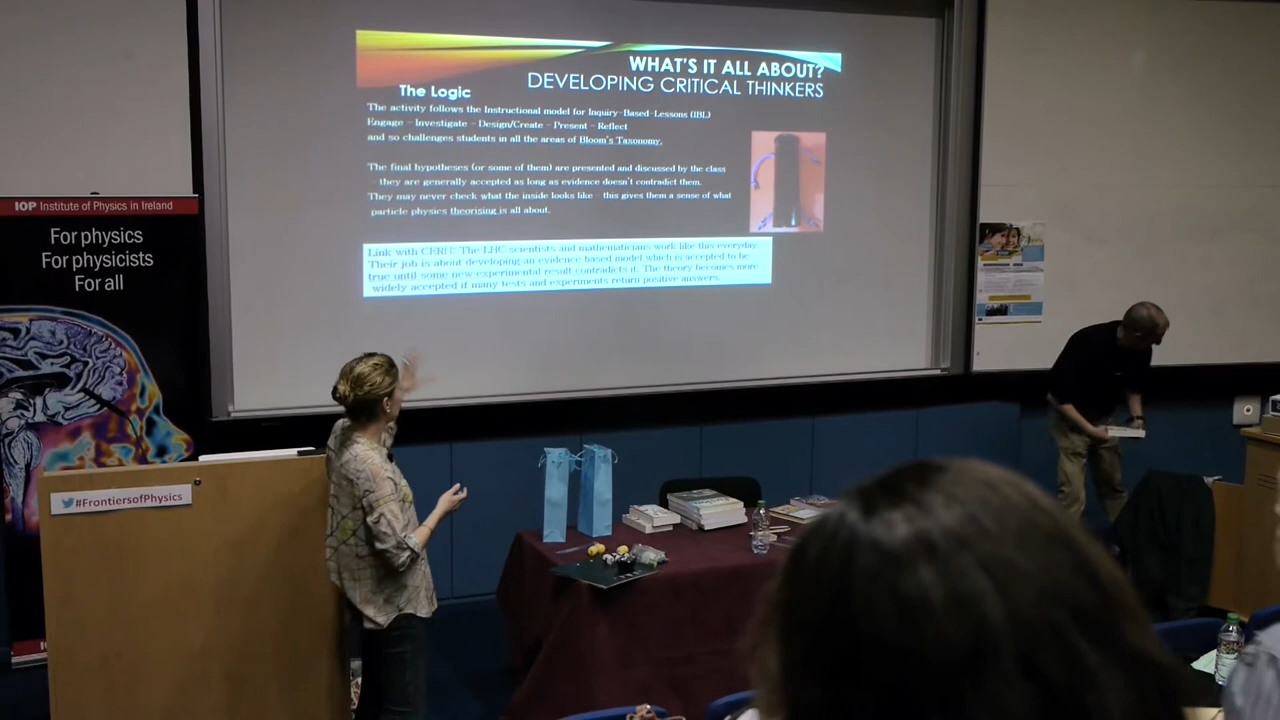 WHAT'S IT ALL ABOUT?
DEVELOPING CRITICAL THINKERS
The Logic
The activity follows the Instructional model for Inquiry-Based-Lessons (IBL)
Engage - Investigate - Design/Create - Present - Reflect
and so challenges students in all the areas of Bloom's Taxonomy.
The final hypotheses (or some of them) are presented and discussed by the class
- they are generally accepted as long as evidence doesn't contradict them.
They may never check what the inside looks like - this gives them a sense of what
particle physics theorising is all about.
Link with CERN: The LHC scientists and mathematicians work like this everyday.
Their job is about developing an evidence based model which is accepted to be
true until some new experimental result contradicts it. The theory becomes more
widely accepted if many tests and experiments return positive answers.
IOP Institute of Physics in Ireland
For physics
For physicists
For all
#FrontiersofPhysics